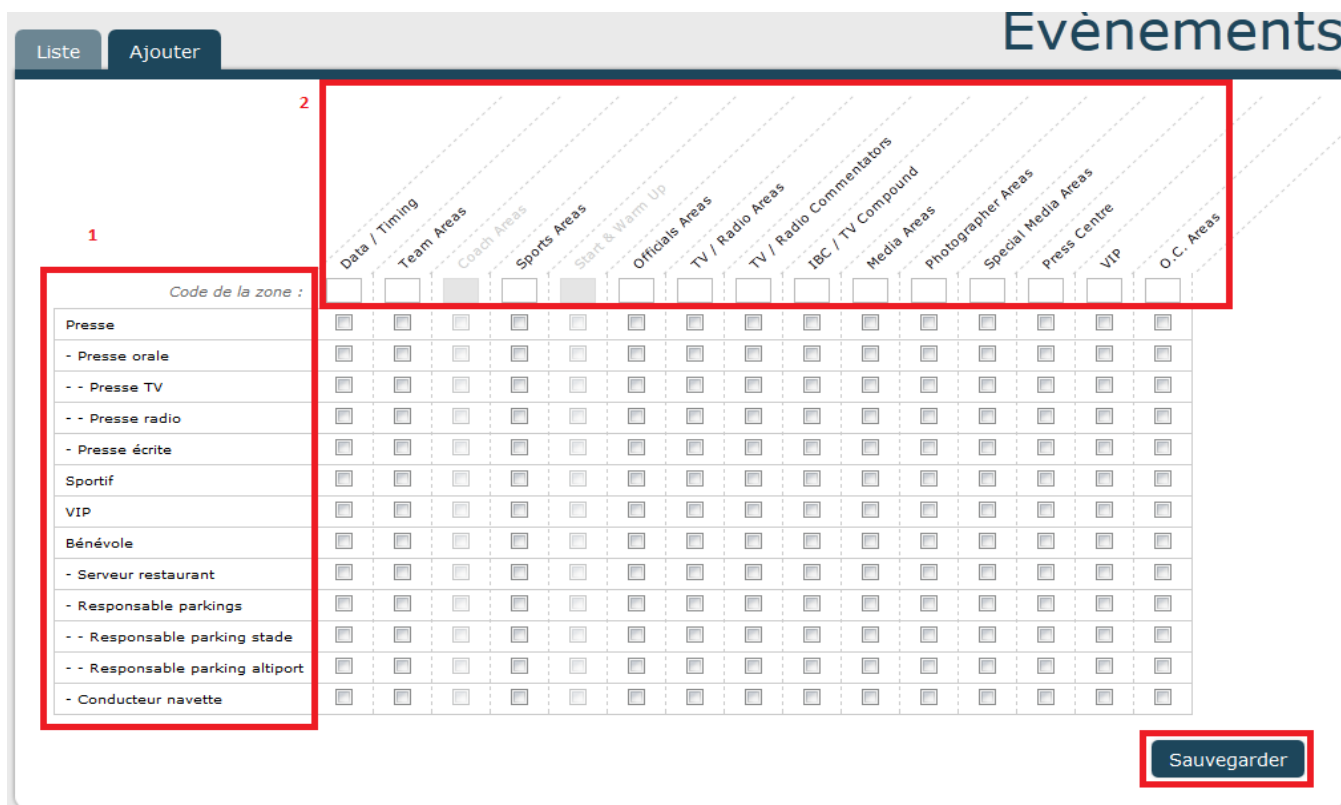 Evènements
Liste
Ajouter
2
1
Data / Timing
Team Areas
Coach Areas
Sports Areas
Start & Warm Up
Officials Areas
TV / Radio Areas
TV / Radio Commentators
IBC / TV Compound
Media Areas
Photographer Areas
Special Media Areas
Press Centre
VIP
O.C. Areas
Code de la zone :
Presse
- Presse orale
- - Presse TV
- - Presse radio
- Presse écrite
Sportif
VIP
Bénévole
- Serveur restaurant
- Responsable parkings
- - Responsable parking stade
- - Responsable parking altiport
- Conducteur navette
Sauvegarder